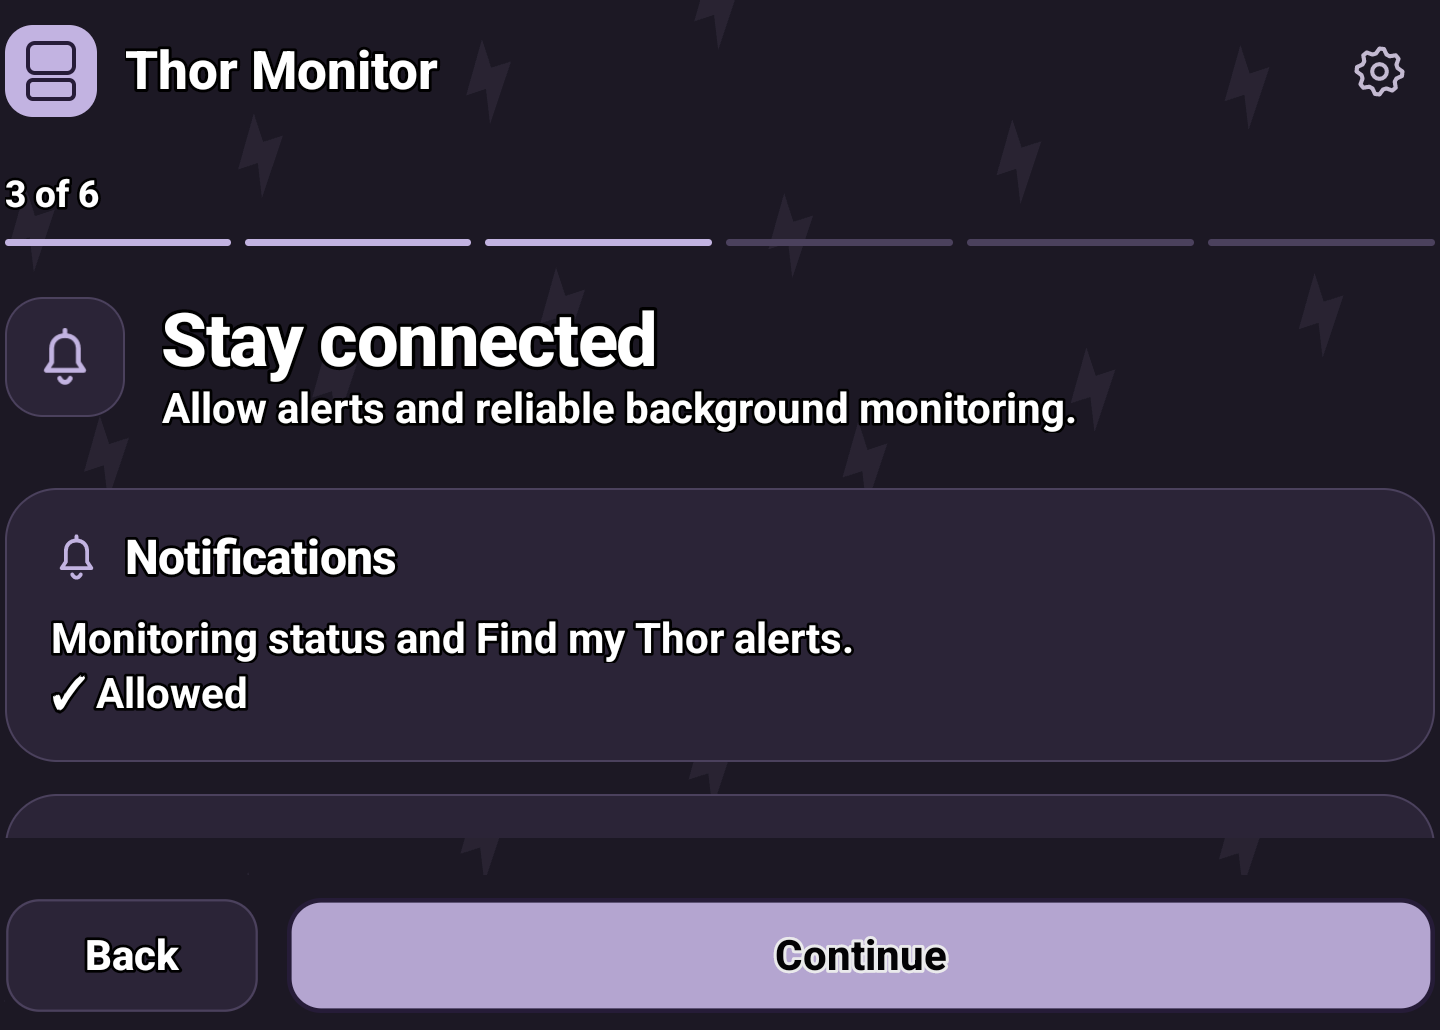 Thor Monitor
3 of 6
Stay connected
Allow alerts and reliable background monitoring.
Notifications
Monitoring status and Find my Thor alerts.
✓ Allowed
Back
Continue